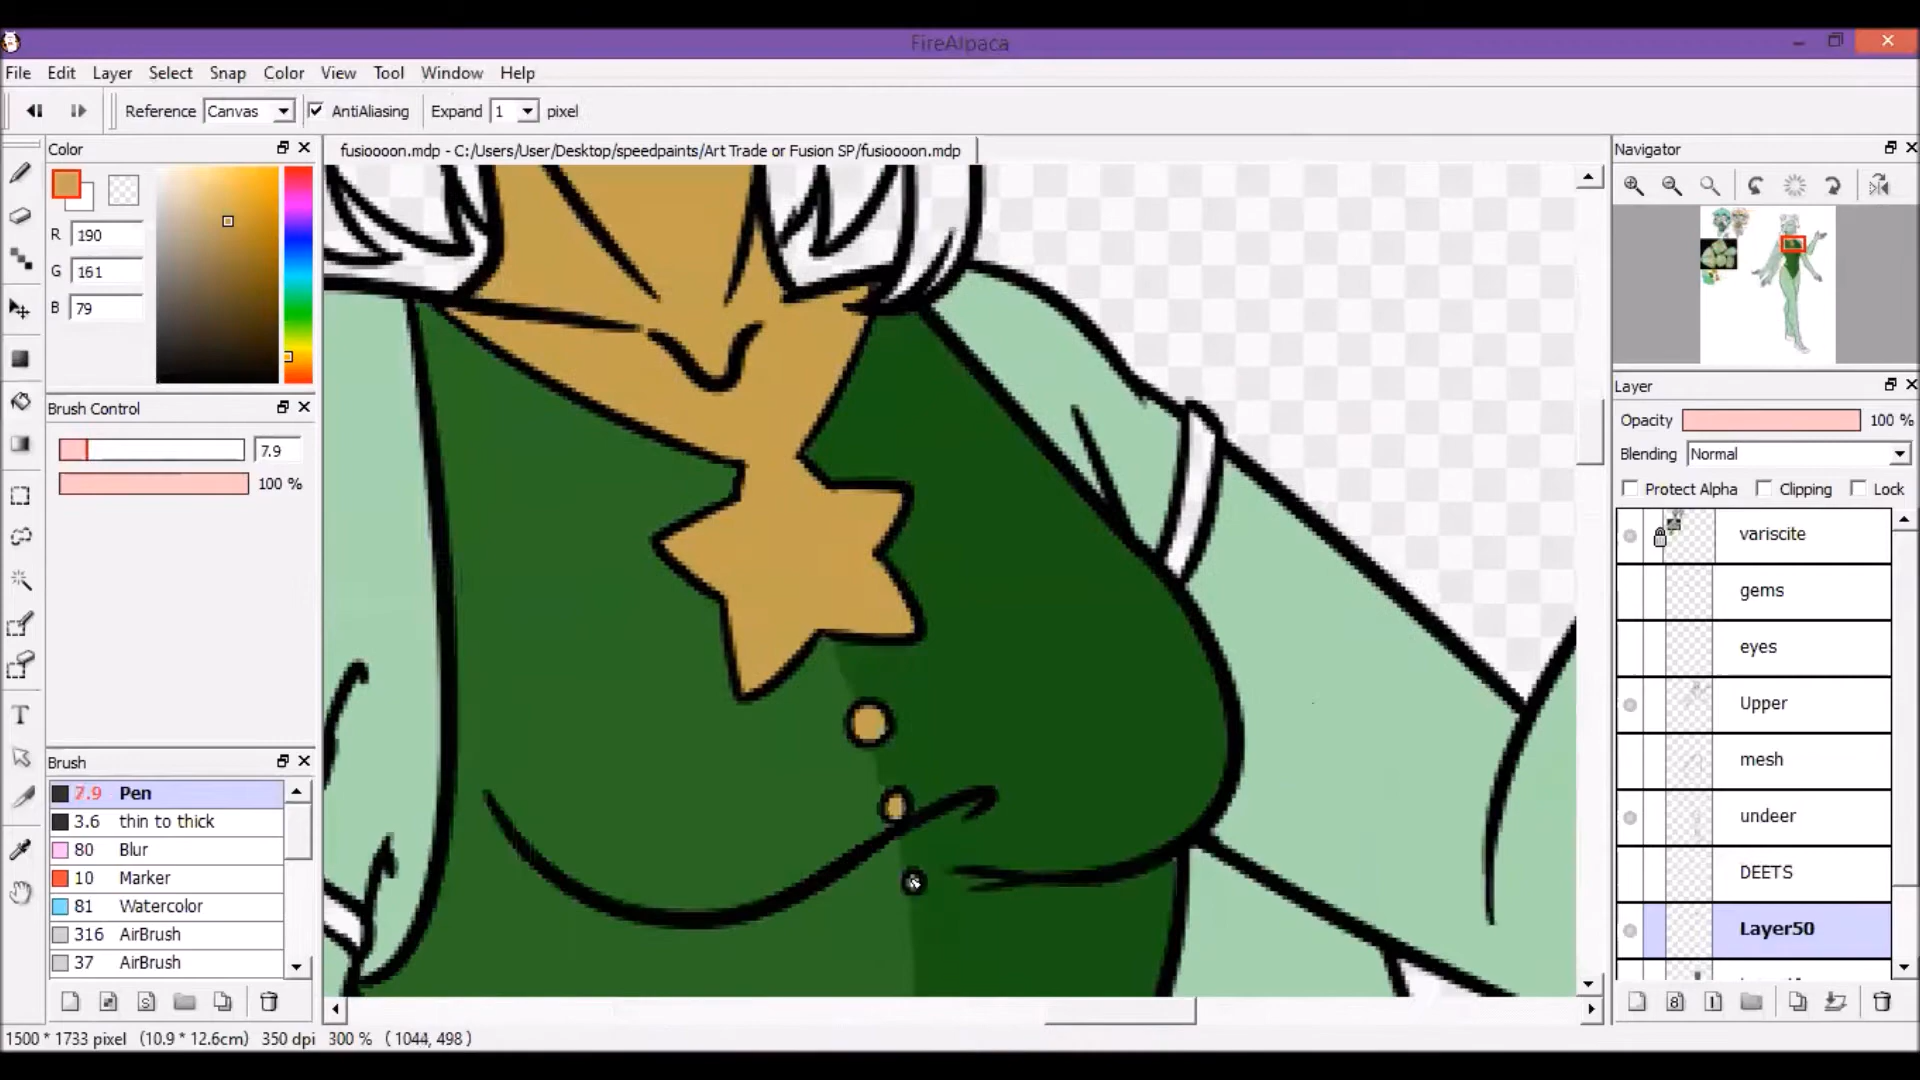 FireAlpaca
File Edit Layer Select Snap Color View Tool Window Help
Reference Canvas AntiAliasing Expand 1 pixel
Color
fusioooon.mdp - C:/Users/User/Desktop/speedpaints/Art Trade or Fusion SP/fusioooon.mdp
Navigator
R 190
G 161
B 79
Brush Control
7.9
100 %
Brush
7.9 Pen
3.6 thin to thick
80 Blur
10 Marker
81 Watercolor
316 AirBrush
37 AirBrush
Layer
Opacity 100 %
Blending Normal
Protect Alpha Clipping Lock
variscite
gems
eyes
Upper
mesh
undeer
DEETS
Layer50
1500 * 1733 pixel (10.9 * 12.6cm) 350 dpi 300 % ( 1044, 498 )